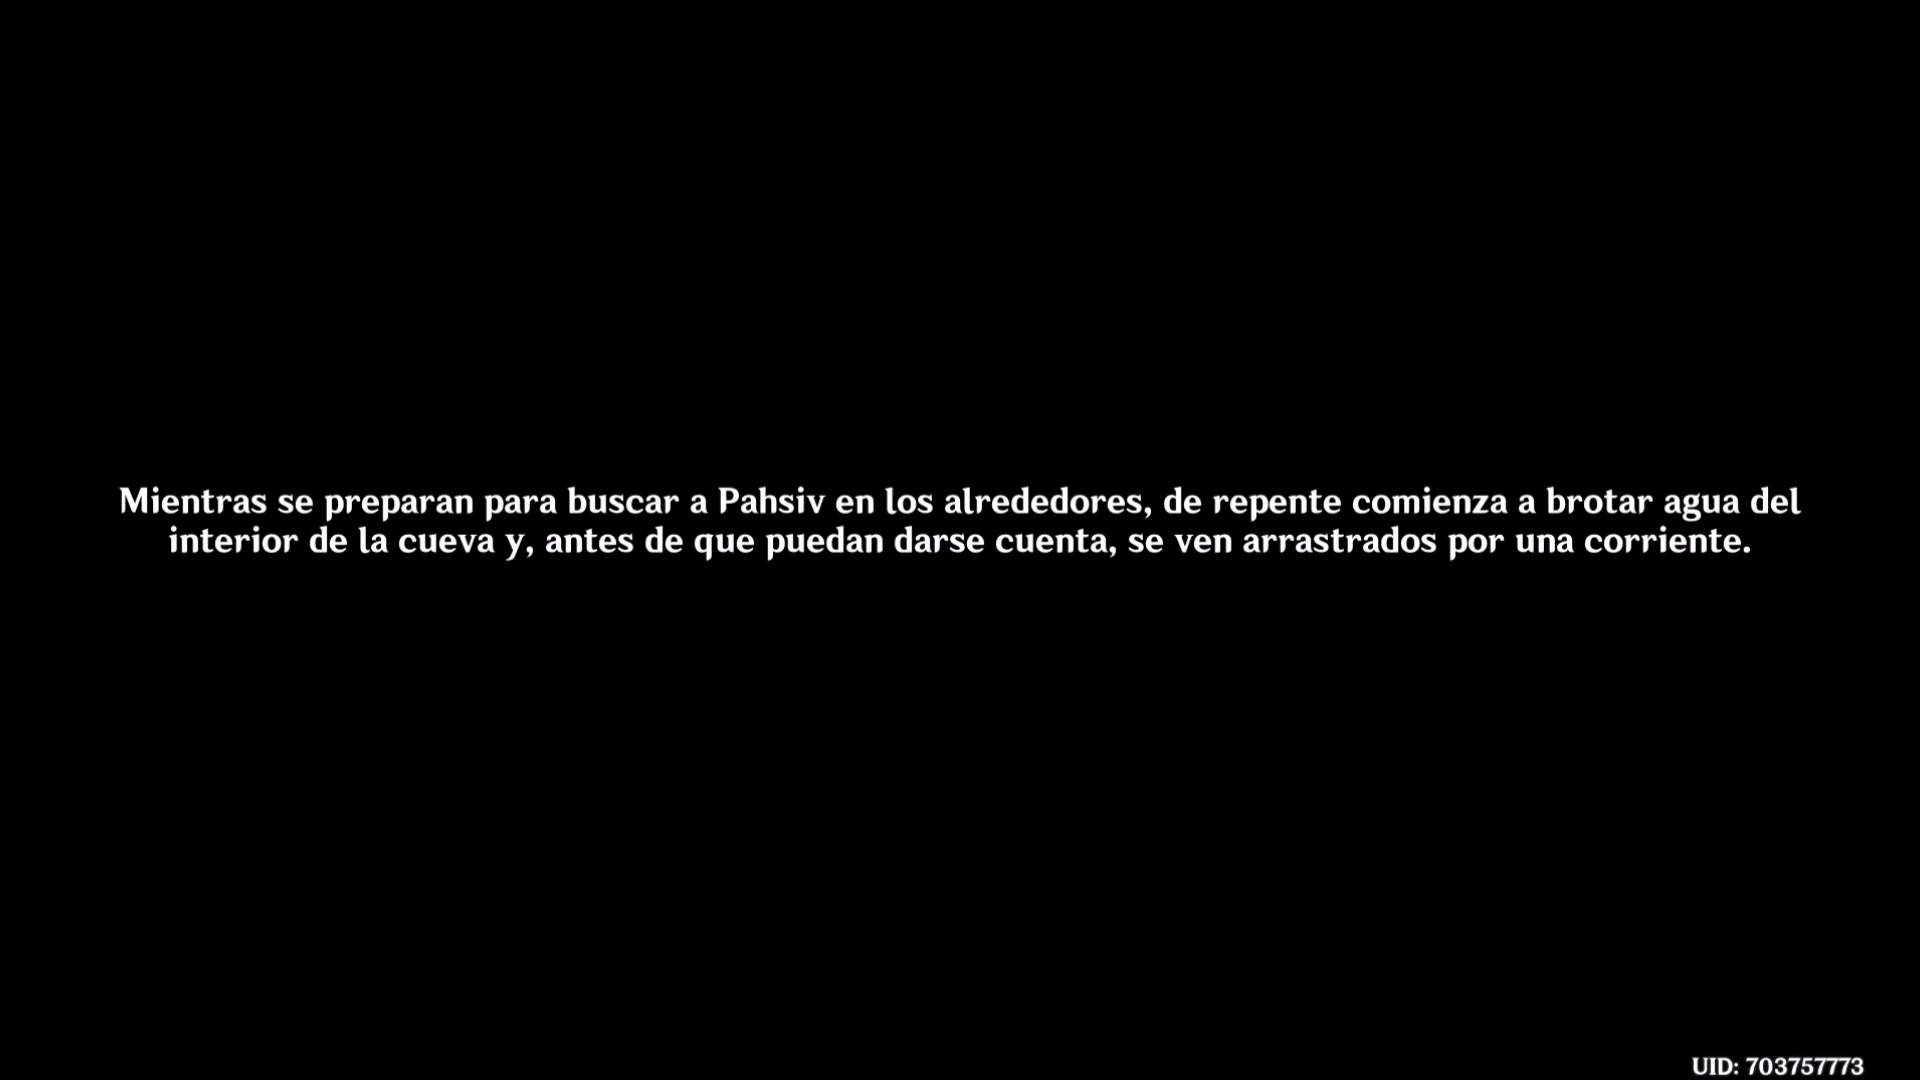 Mientras se preparan para buscar a Pahsiv en los alrededores, de repente comienza a brotar agua del
interior de la cueva y, antes de que puedan darse cuenta, se ven arrastrados por una corriente.
UID: 703757773